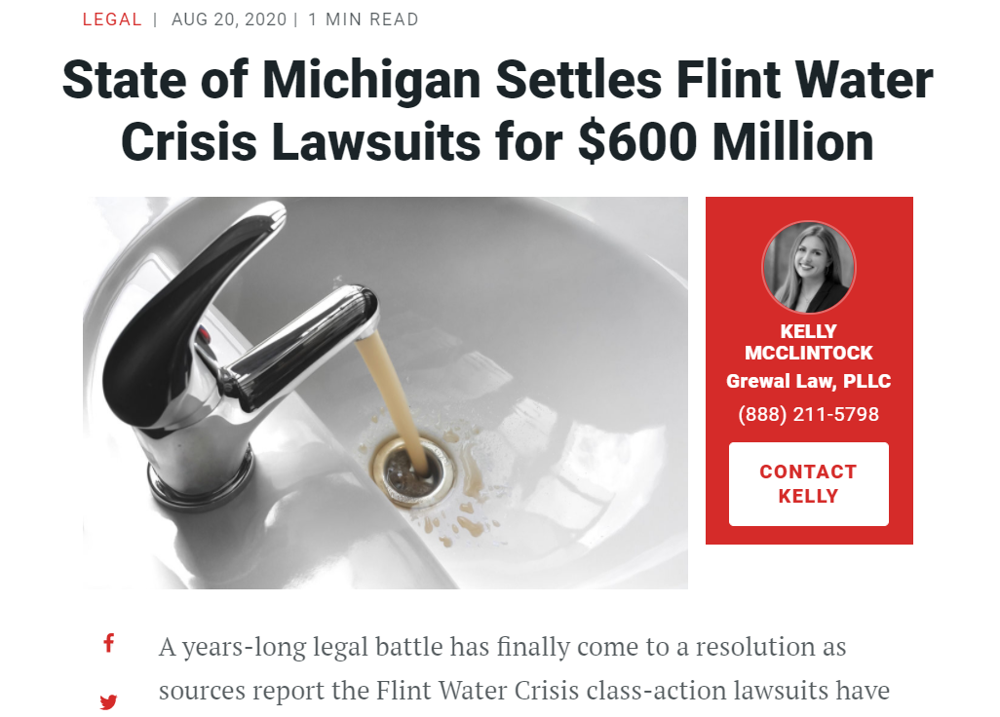 LEGAL | AUG 20, 2020 | 1 MIN READ
State of Michigan Settles Flint Water
Crisis Lawsuits for $600 Million
KELLY
MCCLINTOCK
Grewal Law, PLLC
(888) 211-5798
CONTACT
KELLY
A years-long legal battle has finally come to a resolution as
sources report the Flint Water Crisis class-action lawsuits have